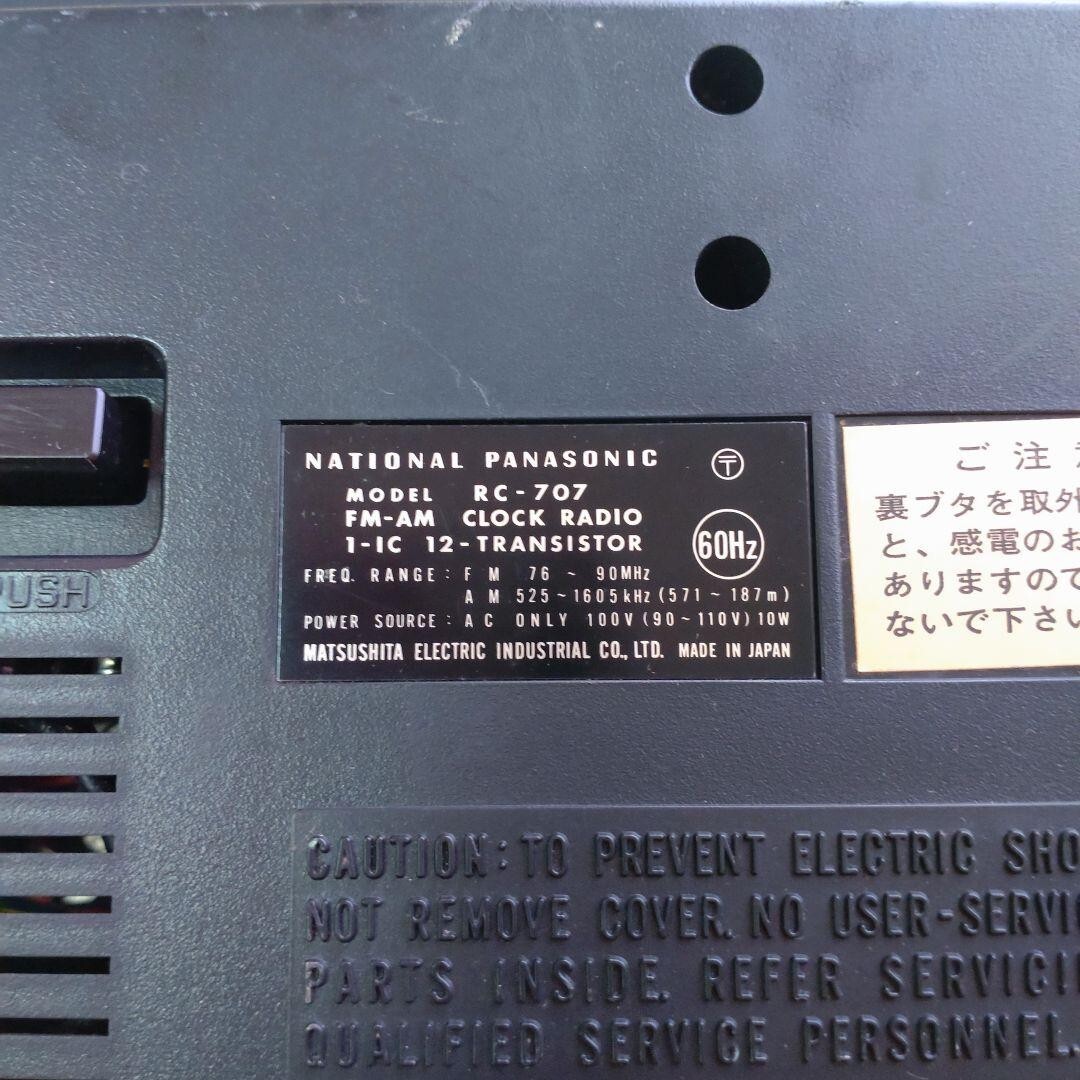 NATIONAL PANASONIC 〒
MODEL RC-707
FM-AM CLOCK RADIO
1-IC 12-TRANSISTOR
60Hz
FREQ. RANGE: FM 76 ~ 90MHz
AM 525~1605kHz (571~187m)
POWER SOURCE: AC ONLY 100V (90~110V) 10W
MATSUSHITA ELECTRIC INDUSTRIAL CO., LTD. MADE IN JAPAN
ご注
裏ブタを取外
と、感電のお
ありますので
ないで下さい
PUSH
CAUTION: TO PREVENT ELECTRIC SHO
NOT REMOVE COVER. NO USER-SERVIC
PARTS INSIDE. REFER SERVICI
QUALIFIED SERVICE PERSONNEL.